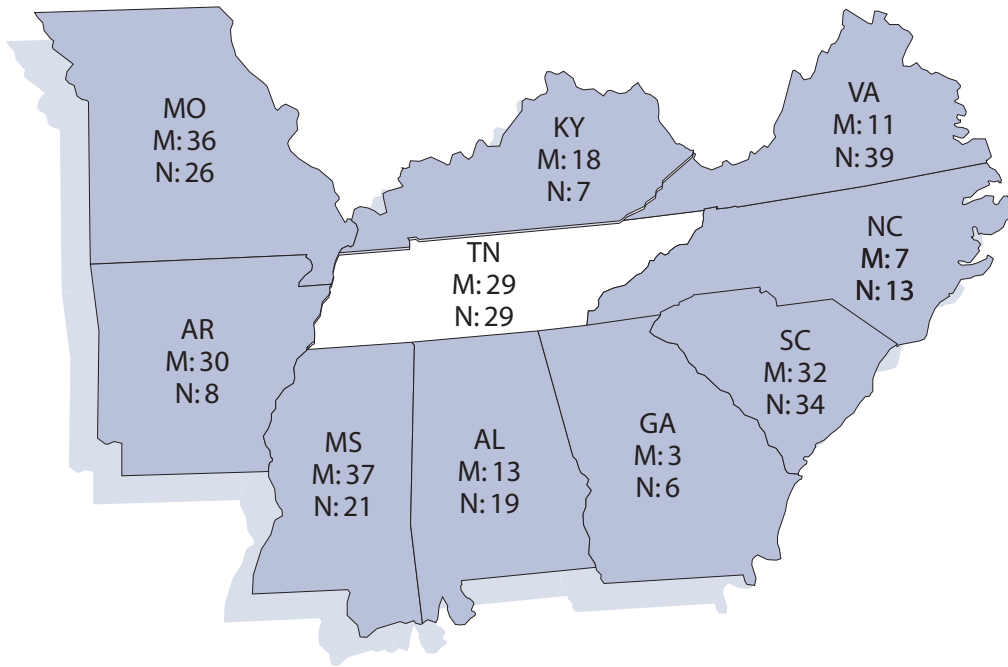 MO
M: 36
N: 26
KY
M: 18
N: 7
VA
M: 11
N: 39
TN
M: 29
N: 29
NC
M: 7
N: 13
AR
M: 30
N: 8
SC
M: 32
N: 34
MS
M: 37
N: 21
AL
M: 13
N: 19
GA
M: 3
N: 6